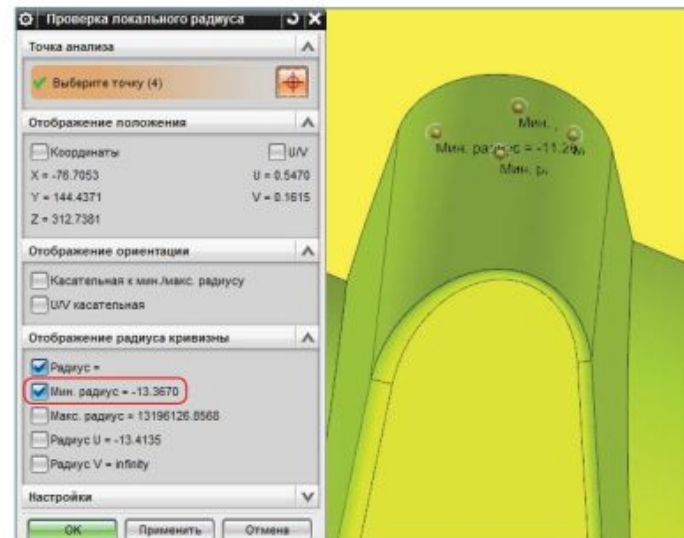 Проверка локального радиуса
Точка анализа
Выберите точку (4)
Отображение положения
Координаты U/V
X = -76.7053 U = 0.5470
Y = 144.4371 V = 0.1615
Z = 312.7381
Отображение ориентации
Касательная к мин./макс. радиусу
U/V касательная
Отображение радиуса кривизны
Радиус =
Мин. радиус = -13.3670
Макс. радиус = 13196126.8568
Радиус U = -13.4135
Радиус V = infinity
Настройки
ОК Применить Отмена
Мин.
Мин. = -11.2
Мин.